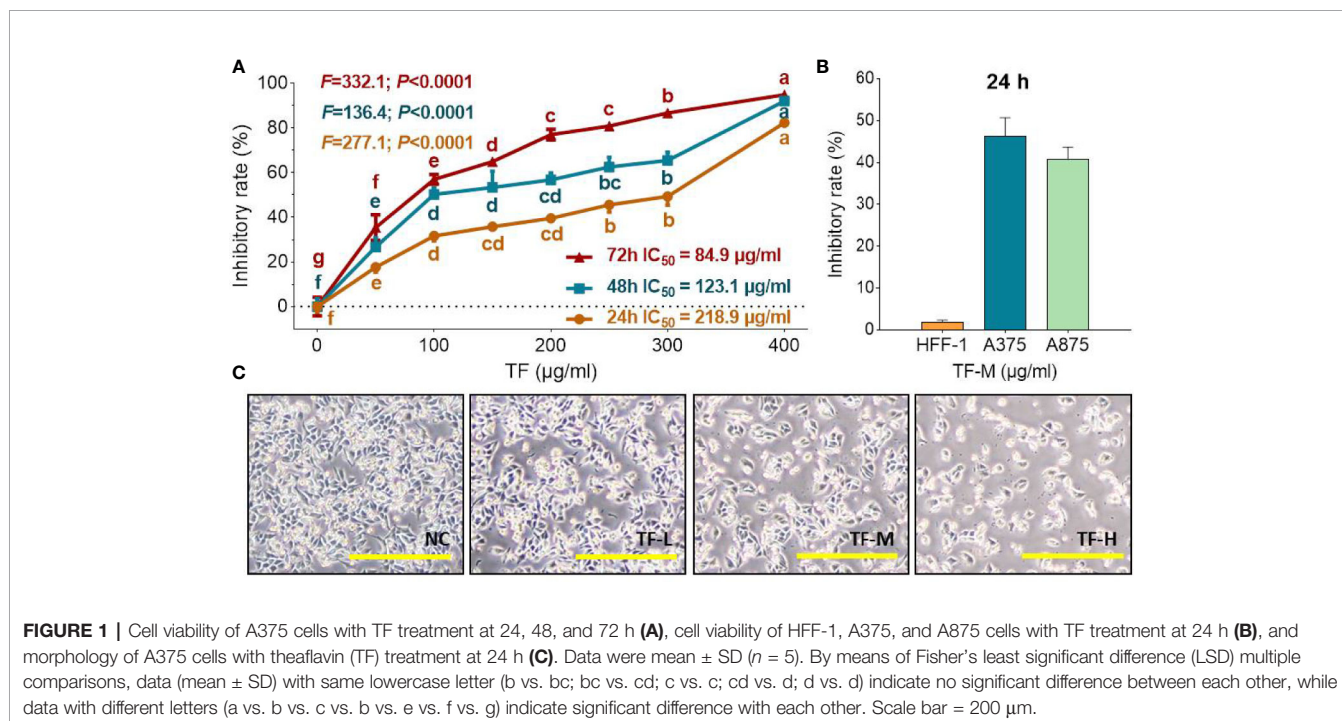 A
F=332.1; P<0.0001
F=136.4; P<0.0001
F=277.1; P<0.0001
Inhibitory rate (%)
100
80
60
40
20
0
g
f
f
f
e
e
e
d
d
d
d
cd
c
cd
cd
c
bc
b
b
b
b
a
a
a
72h IC50 = 84.9 µg/ml
48h IC50 = 123.1 µg/ml
24h IC50 = 218.9 µg/ml
0 100 200 300 400
TF (µg/ml)
B
24 h
Inhibitory rate (%)
60
50
40
30
20
10
0
HFF-1 A375 A875
TF-M (µg/ml)
C
NC
TF-L
TF-M
TF-H
FIGURE 1 | Cell viability of A375 cells with TF treatment at 24, 48, and 72 h (A), cell viability of HFF-1, A375, and A875 cells with TF treatment at 24 h (B), and
morphology of A375 cells with theaflavin (TF) treatment at 24 h (C). Data were mean ± SD (n = 5). By means of Fisher's least significant difference (LSD) multiple
comparisons, data (mean ± SD) with same lowercase letter (b vs. bc; bc vs. cd; c vs. c; cd vs. d; d vs. d) indicate no significant difference between each other, while
data with different letters (a vs. b vs. c vs. b vs. e vs. f vs. g) indicate significant difference with each other. Scale bar = 200 µm.